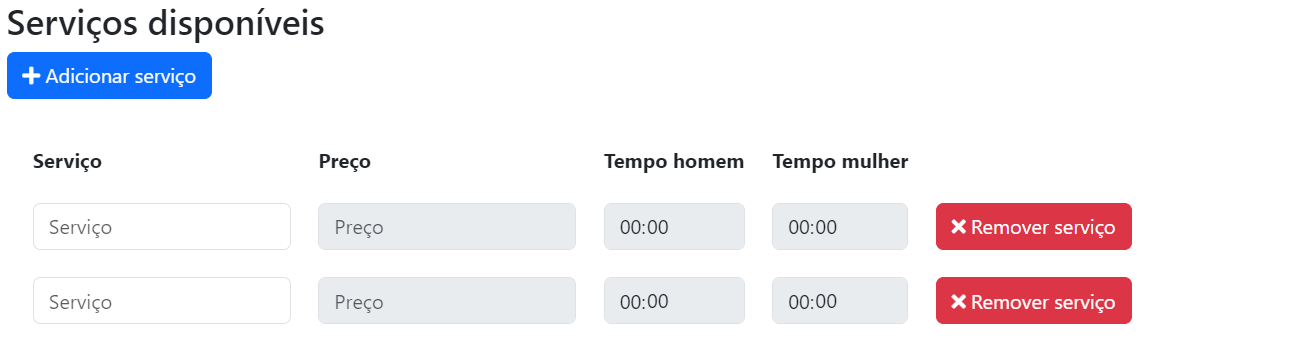 Serviços disponíveis
Adicionar serviço
Serviço Preço Tempo homem Tempo mulher
Serviço Preço 00:00 00:00 Remover serviço
Serviço Preço 00:00 00:00 Remover serviço